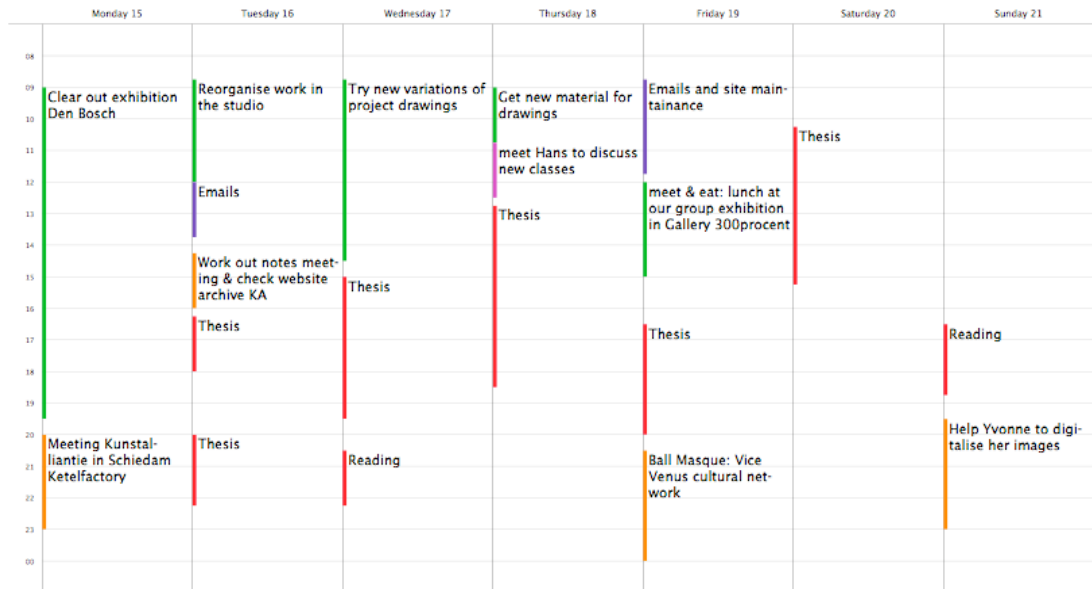 Monday 15
Tuesday 16
Wednesday 17
Thursday 18
Friday 19
Saturday 20
Sunday 21
08
09
10
11
12
13
14
15
16
17
18
19
20
21
22
23
00
Clear out exhibition
Den Bosch
Meeting Kunstal-
liantie in Schiedam
Ketelfactory
Reorganise work in
the studio
Emails
Work out notes meet-
ing & check website
archive KA
Thesis
Thesis
Try new variations of
project drawings
Thesis
Reading
Get new material for
drawings
meet Hans to discuss
new classes
Thesis
Emails and site main-
tainance
meet & eat: lunch at
our group exhibition
in Gallery 300procent
Thesis
Ball Masque: Vice
Venus cultural net-
work
Thesis
Reading
Help Yvonne to digi-
talise her images